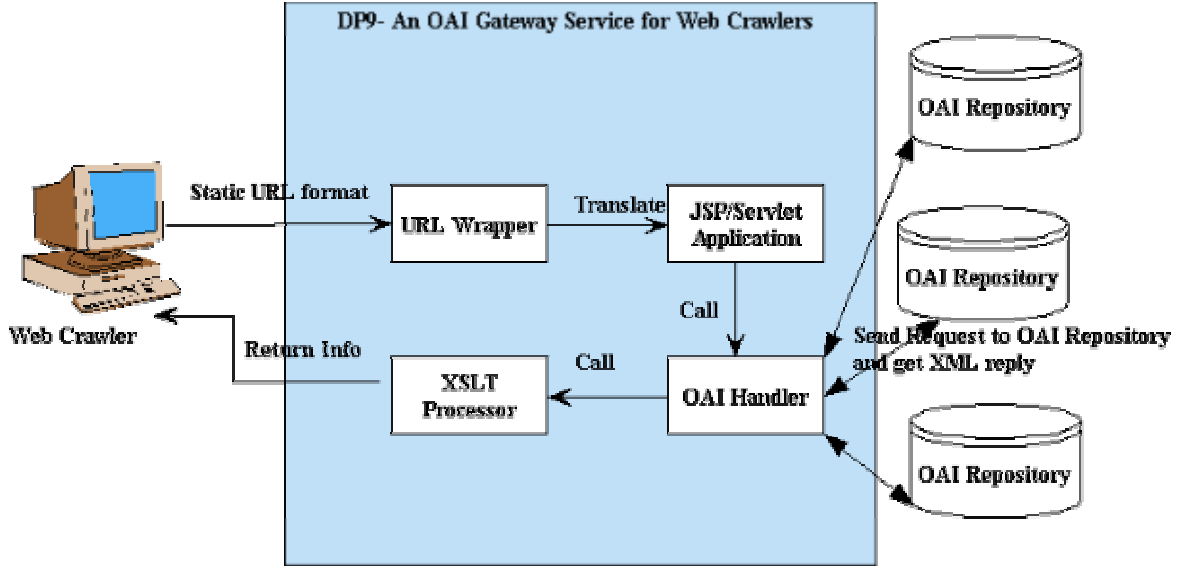 DP9- An OAI Gateway Service for Web Crawlers
OAI Repository
Static URL format
URL Wrapper
Translate
JSP/Servlet
Application
OAI Repository
Web Crawler
Call
Send Request to OAI Repository
and get XML reply
Return Info
XSLT
Processor
Call
OAI Handler
OAI Repository